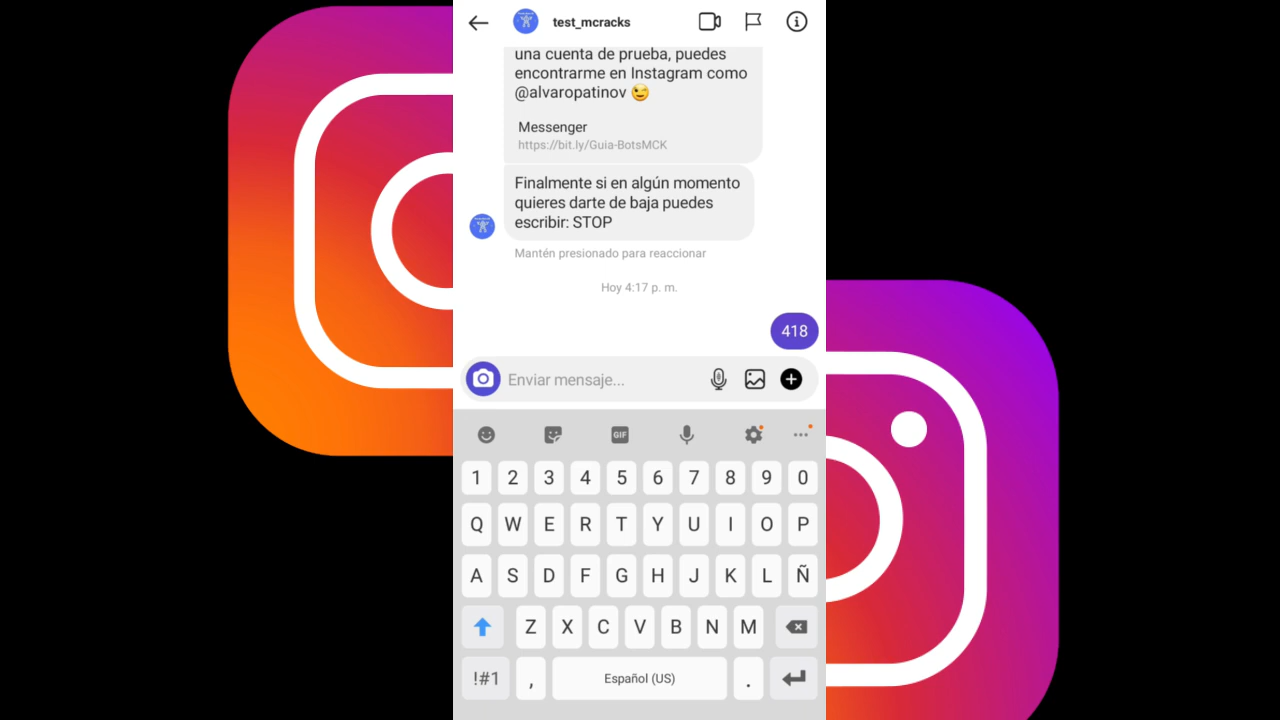 test_mcracks
una cuenta de prueba, puedes
encontrarme en Instagram como
@alvaropatinov 😉
Messenger
https://bit.ly/Guia-BotsMCK
Finalmente si en algún momento
quieres darte de baja puedes
escribir: STOP
Mantén presionado para reaccionar
Hoy 4:17 p. m.
418
Enviar mensaje...
GIF
1 2 3 4 5 6 7 8 9 0
Q W E R T Y U I O P
A S D F G H J K L Ñ
Z X C V B N M
!#1 , Español (US) .